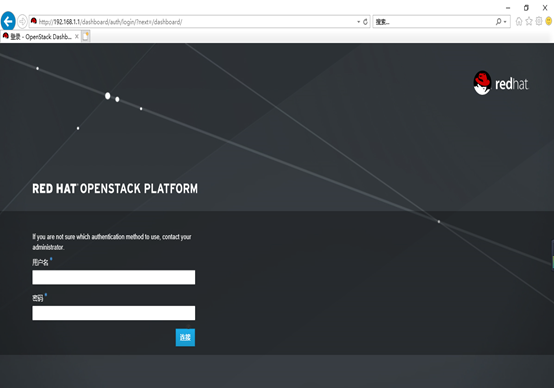 http://192.168.1.1/dashboard/auth/login/?next=/dashboard/
搜索...
登录 - OpenStack Dashb...
redhat
RED HAT OPENSTACK PLATFORM
If you are not sure which authentication method to use, contact your
administrator.
用户名 *
密码 *
连接